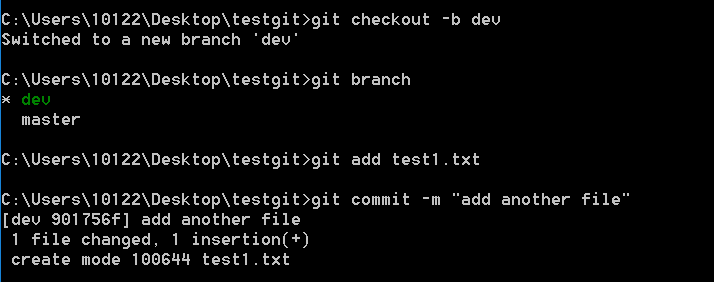 C:\Users\10122\Desktop\testgit>git checkout -b dev
Switched to a new branch 'dev'
C:\Users\10122\Desktop\testgit>git branch
* dev
master
C:\Users\10122\Desktop\testgit>git add test1.txt
C:\Users\10122\Desktop\testgit>git commit -m "add another file"
[dev 901756f] add another file
1 file changed, 1 insertion(+)
create mode 100644 test1.txt